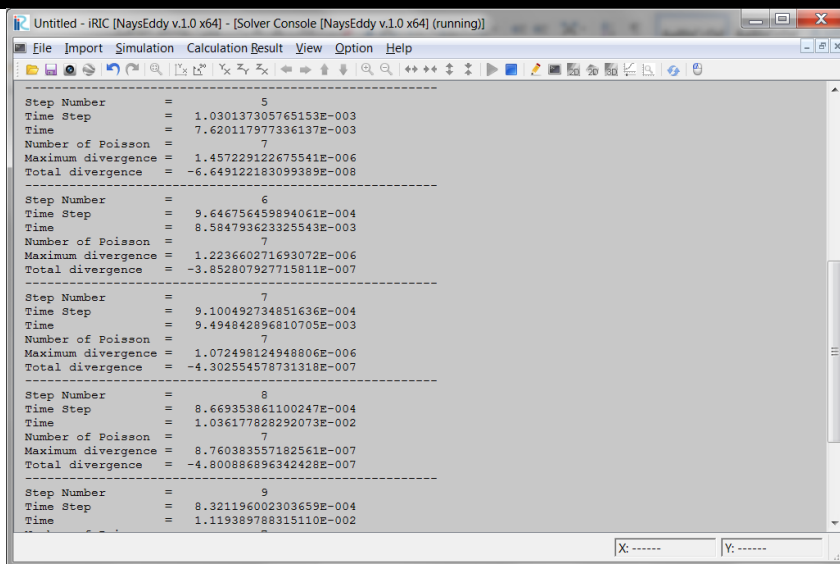 Untitled - iRIC [NaysEddy v.1.0 x64] - [Solver Console [NaysEddy v.1.0 x64] (running)]
File Import Simulation Calculation Result View Option Help
Step Number = 5
Time Step = 1.030137305765153E-003
Time = 7.620117977336137E-003
Number of Poisson = 7
Maximum divergence = 1.457229122675541E-006
Total divergence = -6.649122183099389E-008
Step Number = 6
Time Step = 9.646756459894061E-004
Time = 8.584793623325543E-003
Number of Poisson = 7
Maximum divergence = 1.223660271693072E-006
Total divergence = -3.852807927715811E-007
Step Number = 7
Time Step = 9.100492734851636E-004
Time = 9.494842896810705E-003
Number of Poisson = 7
Maximum divergence = 1.072498124948806E-006
Total divergence = -4.302554578731318E-007
Step Number = 8
Time Step = 8.669353861100247E-004
Time = 1.036177828292073E-002
Number of Poisson = 7
Maximum divergence = 8.760383557182561E-007
Total divergence = -4.800886896342428E-007
Step Number = 9
Time Step = 8.321196002303659E-004
Time = 1.119389788315110E-002
X: ------ Y: ------